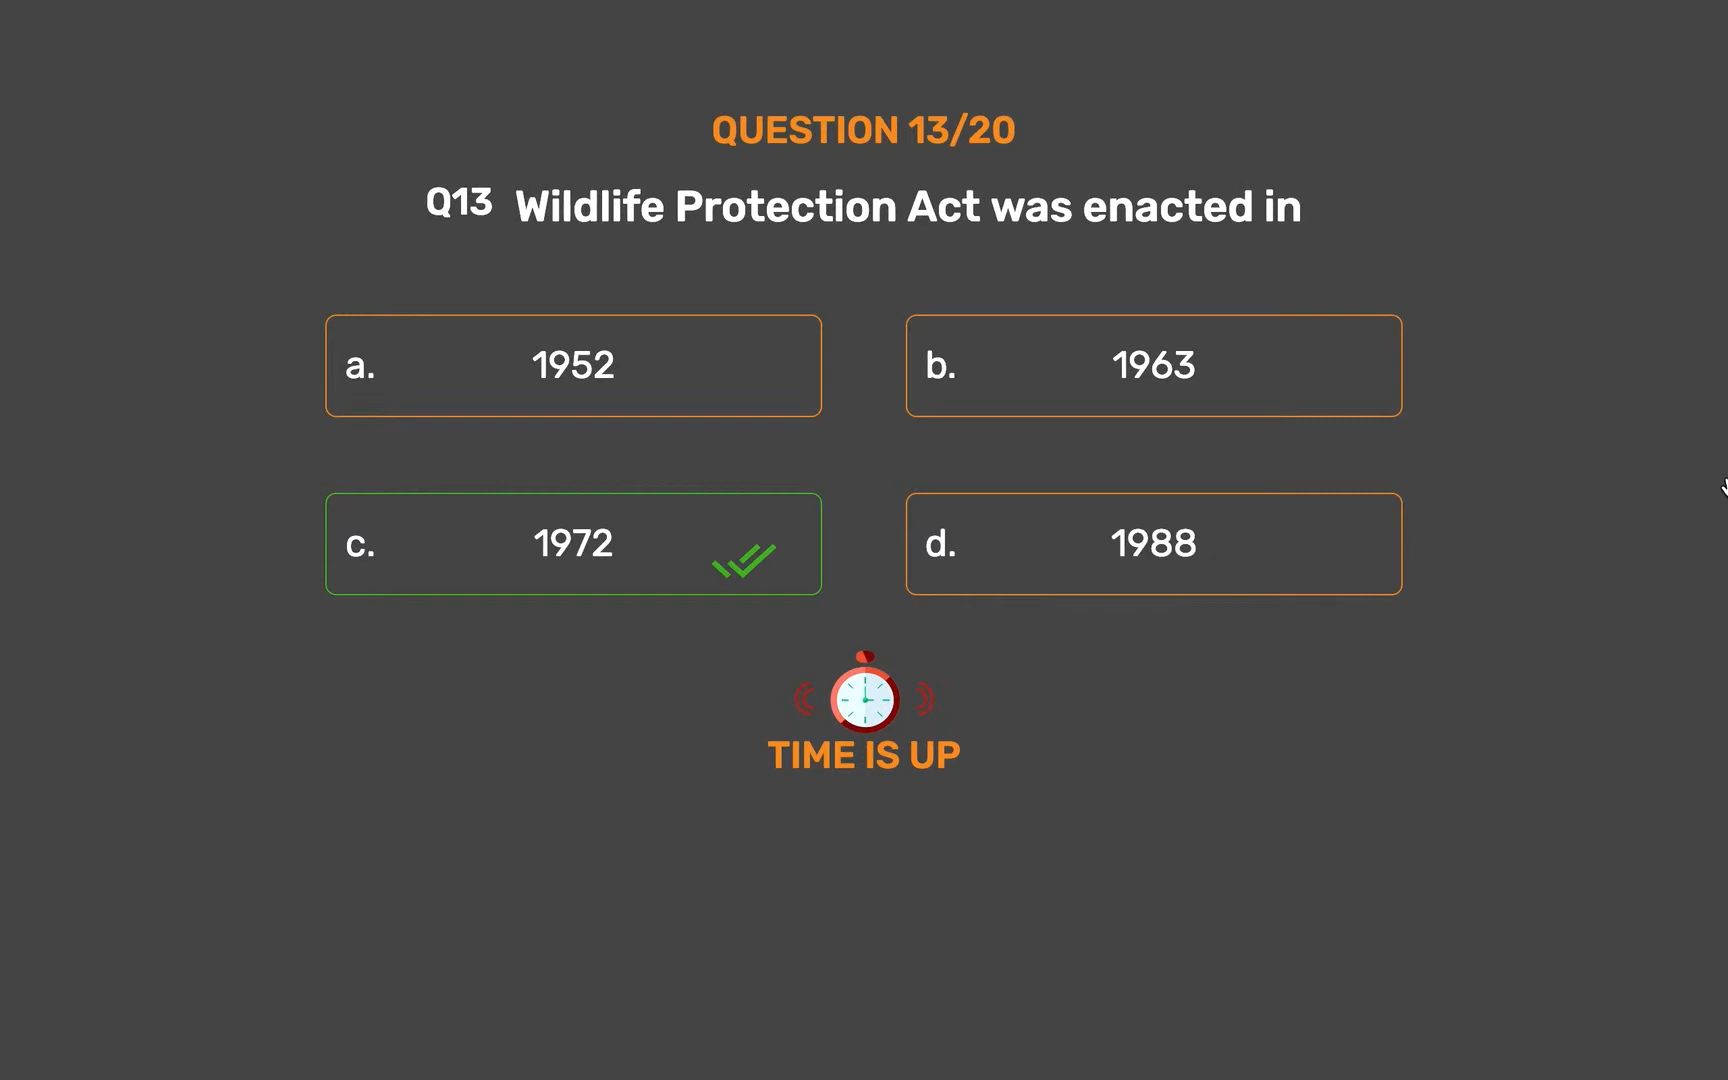 QUESTION 13/20
Q13 Wildlife Protection Act was enacted in
a. 1952
b. 1963
c. 1972
d. 1988
TIME IS UP